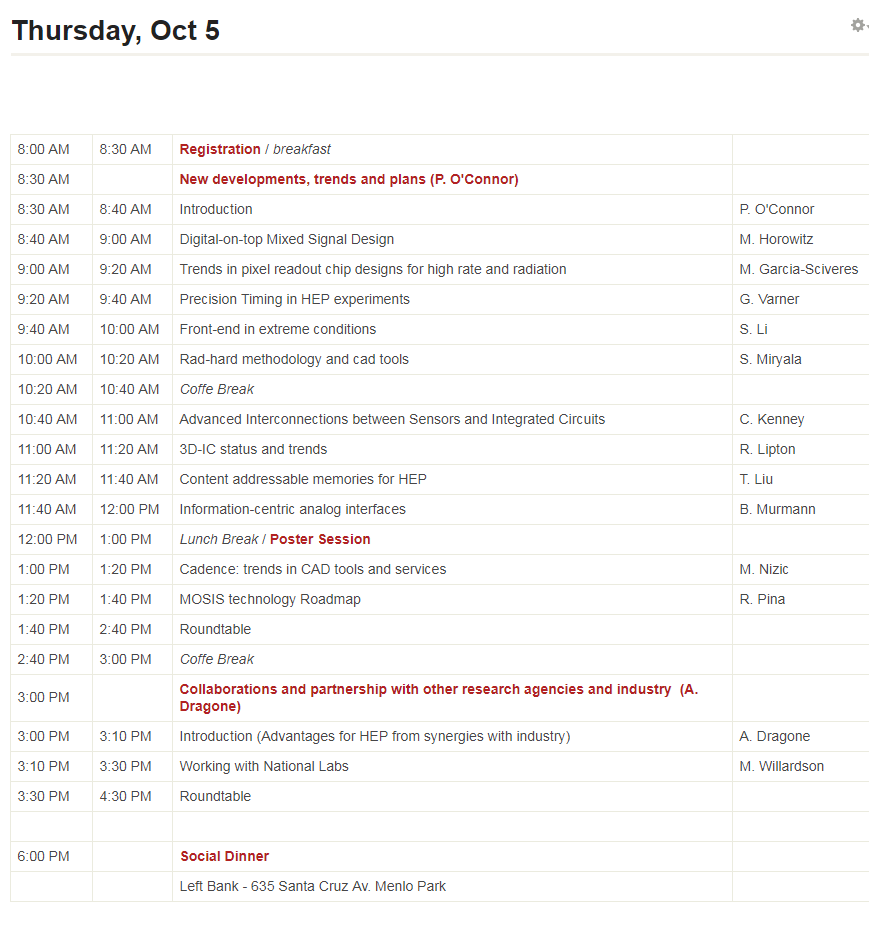 Thursday, Oct 5
8:00 AM 8:30 AM Registration / breakfast
8:30 AM New developments, trends and plans (P. O'Connor)
8:30 AM 8:40 AM Introduction P. O'Connor
8:40 AM 9:00 AM Digital-on-top Mixed Signal Design M. Horowitz
9:00 AM 9:20 AM Trends in pixel readout chip designs for high rate and radiation M. Garcia-Sciveres
9:20 AM 9:40 AM Precision Timing in HEP experiments G. Varner
9:40 AM 10:00 AM Front-end in extreme conditions S. Li
10:00 AM 10:20 AM Rad-hard methodology and cad tools S. Miryala
10:20 AM 10:40 AM Coffe Break
10:40 AM 11:00 AM Advanced Interconnections between Sensors and Integrated Circuits C. Kenney
11:00 AM 11:20 AM 3D-IC status and trends R. Lipton
11:20 AM 11:40 AM Content addressable memories for HEP T. Liu
11:40 AM 12:00 PM Information-centric analog interfaces B. Murmann
12:00 PM 1:00 PM Lunch Break / Poster Session
1:00 PM 1:20 PM Cadence: trends in CAD tools and services M. Nizic
1:20 PM 1:40 PM MOSIS technology Roadmap R. Pina
1:40 PM 2:40 PM Roundtable
2:40 PM 3:00 PM Coffe Break
3:00 PM Collaborations and partnership with other research agencies and industry (A.
Dragone)
3:00 PM 3:10 PM Introduction (Advantages for HEP from synergies with industry) A. Dragone
3:10 PM 3:30 PM Working with National Labs M. Willardson
3:30 PM 4:30 PM Roundtable
6:00 PM Social Dinner
Left Bank - 635 Santa Cruz Av. Menlo Park